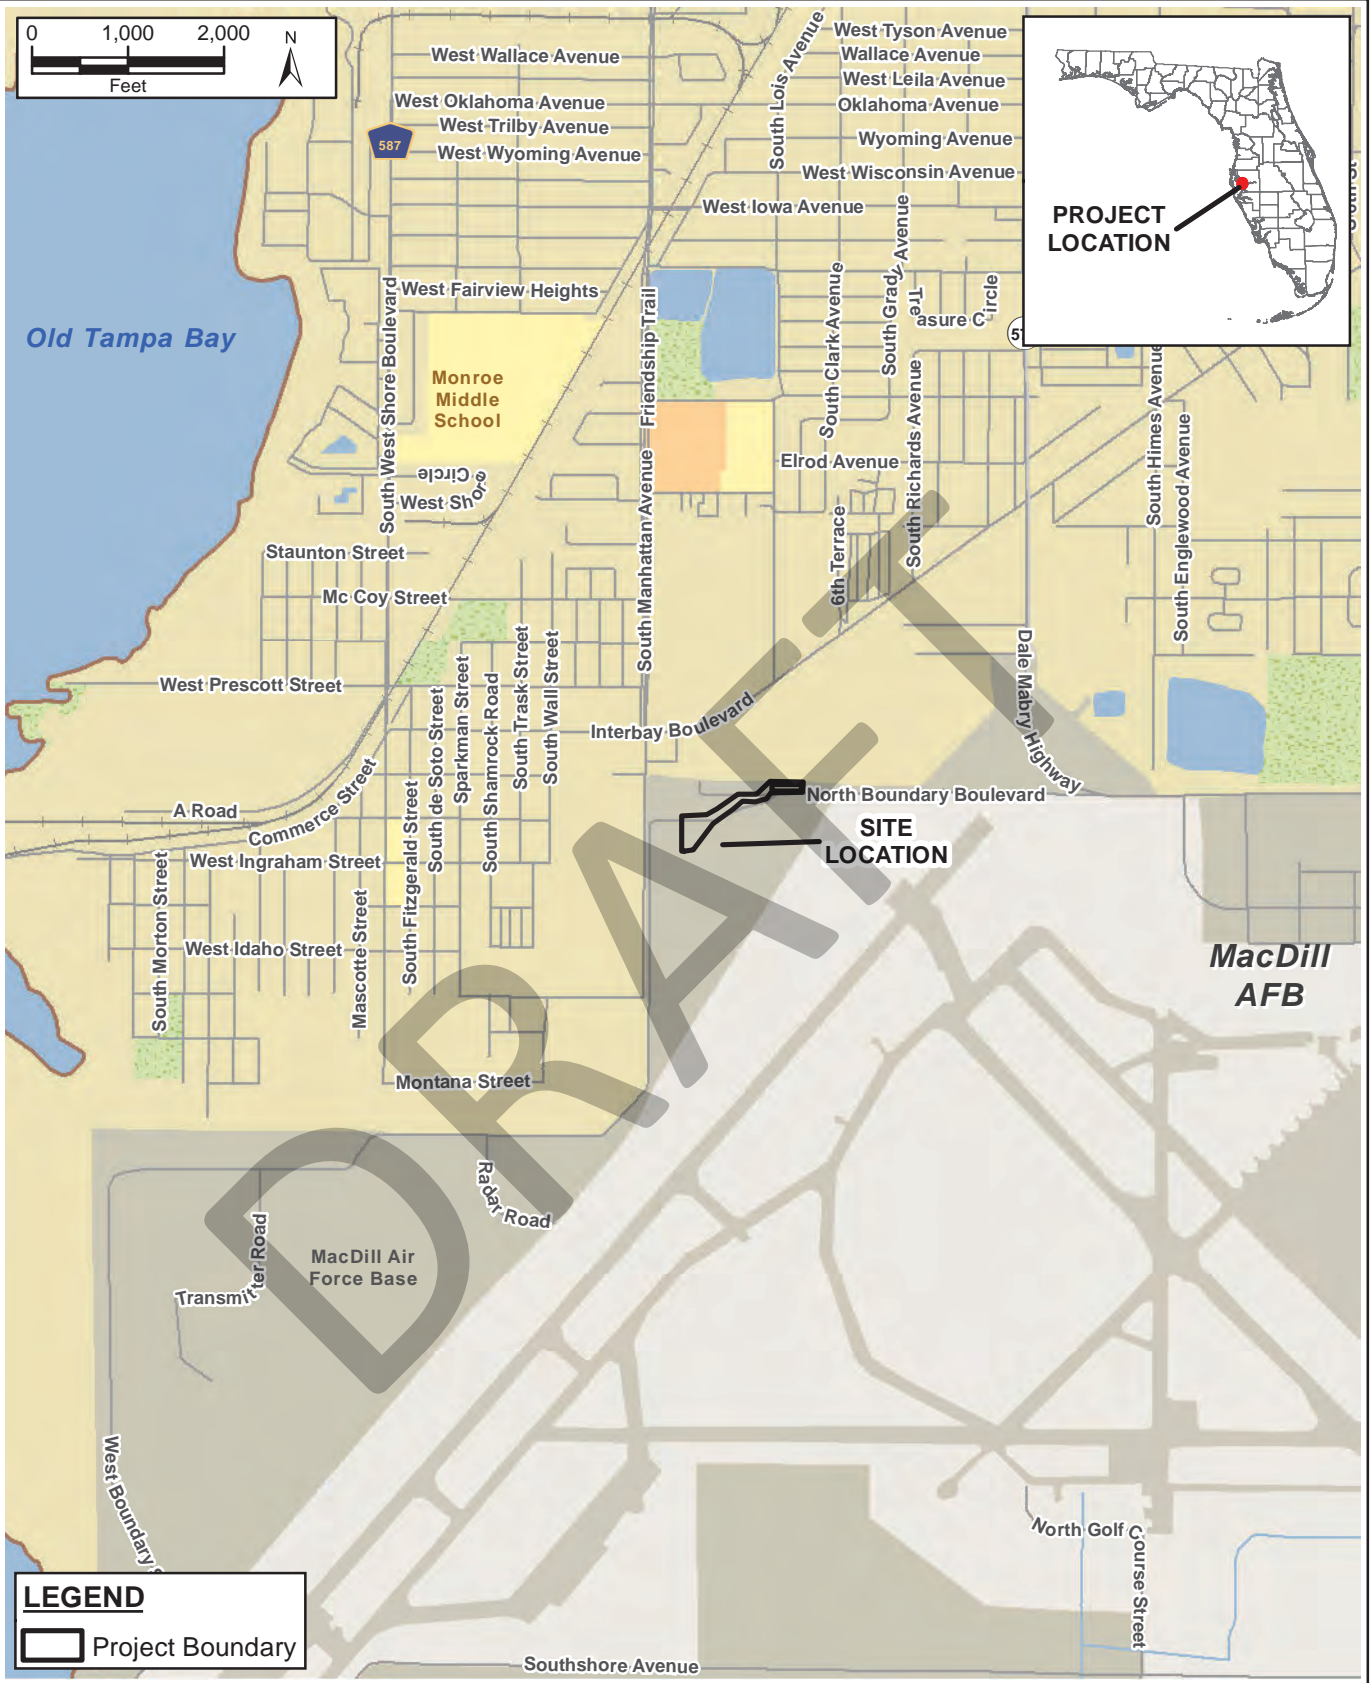 0 1,000 2,000
Feet
N
West Tyson Avenue
West Wallace Avenue
Wallace Avenue
West Leila Avenue
West Oklahoma Avenue
Oklahoma Avenue
West Trilby Avenue
587
West Wyoming Avenue
Wyoming Avenue
South Lois Avenue
West Wisconsin Avenue
West Iowa Avenue
PROJECT
LOCATION
West Fairview Heights
South Grady Avenue
South Clark Avenue
Treasure Circle
Old Tampa Bay
South West Shore Boulevard
Friendship Trail
Monroe
Middle
School
57
South Himes Avenue
South Richards Avenue
Elrod Avenue
West Shore Circle
South Englewood Avenue
South Manhattan Avenue
6th Terrace
Staunton Street
Mc Coy Street
West Prescott Street
Dale Mabry Highway
South Wall Street
South Trask Street
South Shamrock Road
Sparkman Street
South de Soto Street
South Fitzgerald Street
Interbay Boulevard
North Boundary Boulevard
SITE
LOCATION
A Road
Commerce Street
West Ingraham Street
South Morton Street
West Idaho Street
Mascotte Street
MacDill
AFB
Montana Street
DRAFT
Radar Road
Transmitter Road
MacDill Air
Force Base
West Boundary
North Golf Course Street
LEGEND
Project Boundary
Southshore Avenue